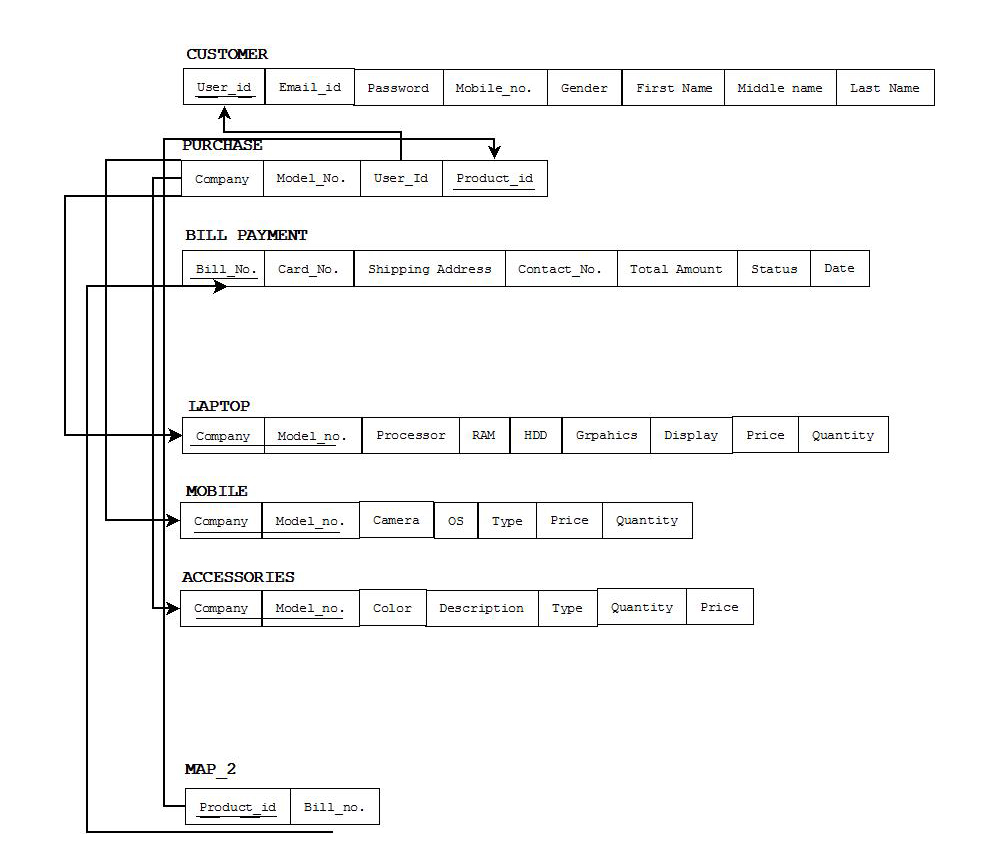 CUSTOMER
User_id Email_id Password Mobile_no. Gender First Name Middle name Last Name
PURCHASE
Company Model_No. User_Id Product_id
BILL PAYMENT
Bill_No. Card_No. Shipping Address Contact_No. Total Amount Status Date
LAPTOP
Company Model_no. Processor RAM HDD Grpahics Display Price Quantity
MOBILE
Company Model_no. Camera OS Type Price Quantity
ACCESSORIES
Company Model_no. Color Description Type Quantity Price
MAP_2
Product_id Bill_no.